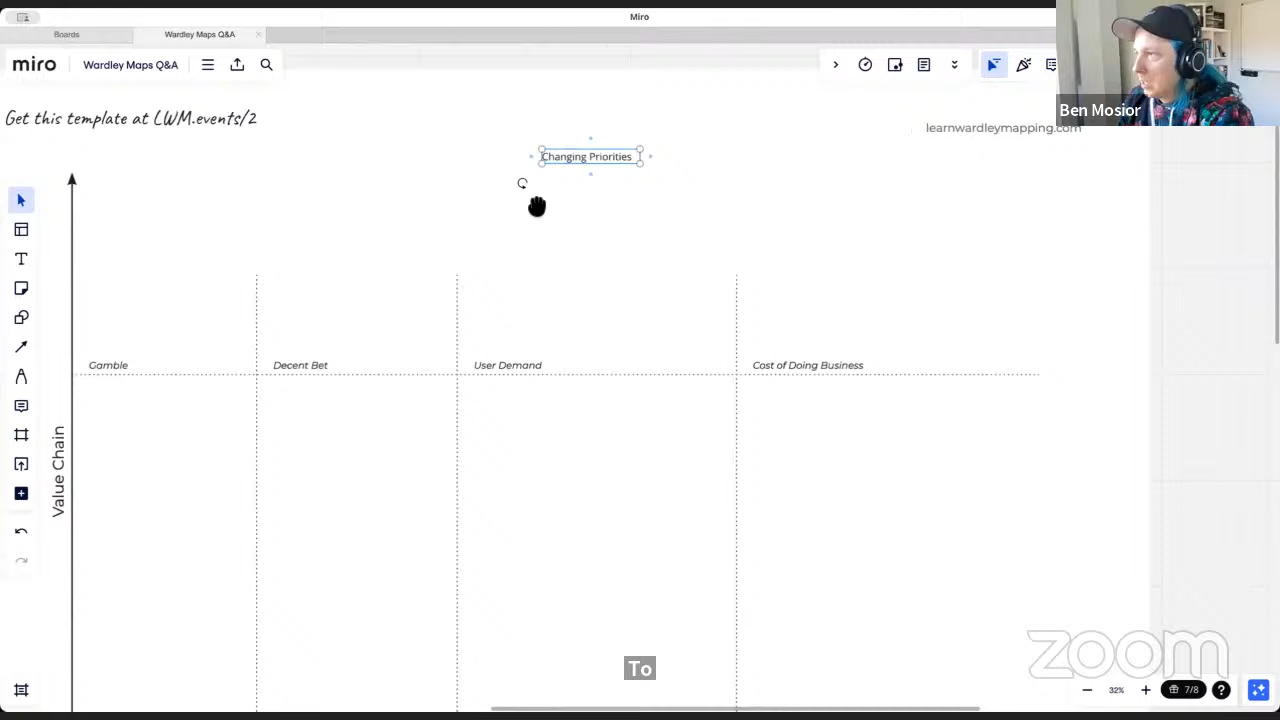 Miro
Boards
Wardley Maps Q&A
miro
Wardley Maps Q&A
Ben Mosior
Get this template at LWM.events/2
learnwardleymapping.com
Changing Priorities
Gamble
Decent Bet
User Demand
Cost of Doing Business
Value Chain
To
zoom
32%
7/8